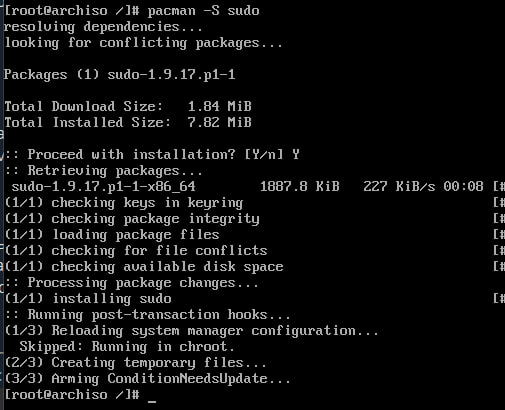 [root@archiso /]# pacman -S sudo
resolving dependencies...
looking for conflicting packages...
Packages (1) sudo-1.9.17.p1-1
Total Download Size:   1.84 MiB
Total Installed Size:  7.82 MiB
:: Proceed with installation? [Y/n] Y
:: Retrieving packages...
 sudo-1.9.17.p1-1-x86_64        1887.8 KiB   227 KiB/s 00:08 [#
(1/1) checking keys in keyring                               [#
(1/1) checking package integrity                             [#
(1/1) loading package files                                  [#
(1/1) checking for file conflicts                            [#
(1/1) checking available disk space                          [#
:: Processing package changes...
(1/1) installing sudo                                        [#
:: Running post-transaction hooks...
(1/3) Reloading system manager configuration...
  Skipped: Running in chroot.
(2/3) Creating temporary files...
(3/3) Arming ConditionNeedsUpdate...
[root@archiso /]# _